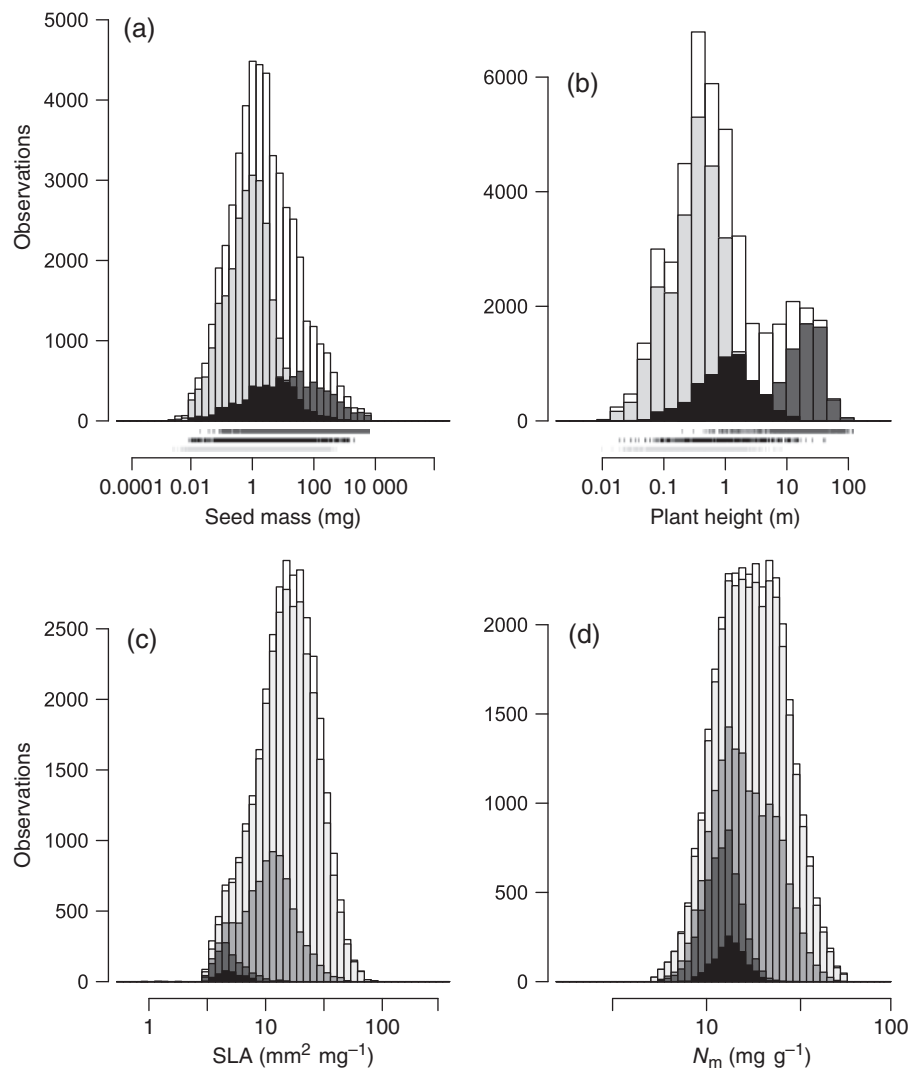 (a)
Observations
5000
4000
3000
2000
1000
0
0.0001 0.01 1 100 10 000
Seed mass (mg)
(b)
6000
4000
2000
0
0.01 0.1 1 10 100
Plant height (m)
(c)
Observations
2500
2000
1500
1000
500
0
1 10 100
SLA (mm² mg⁻¹)
(d)
2000
1500
1000
500
0
10 100
Nₘ (mg g⁻¹)